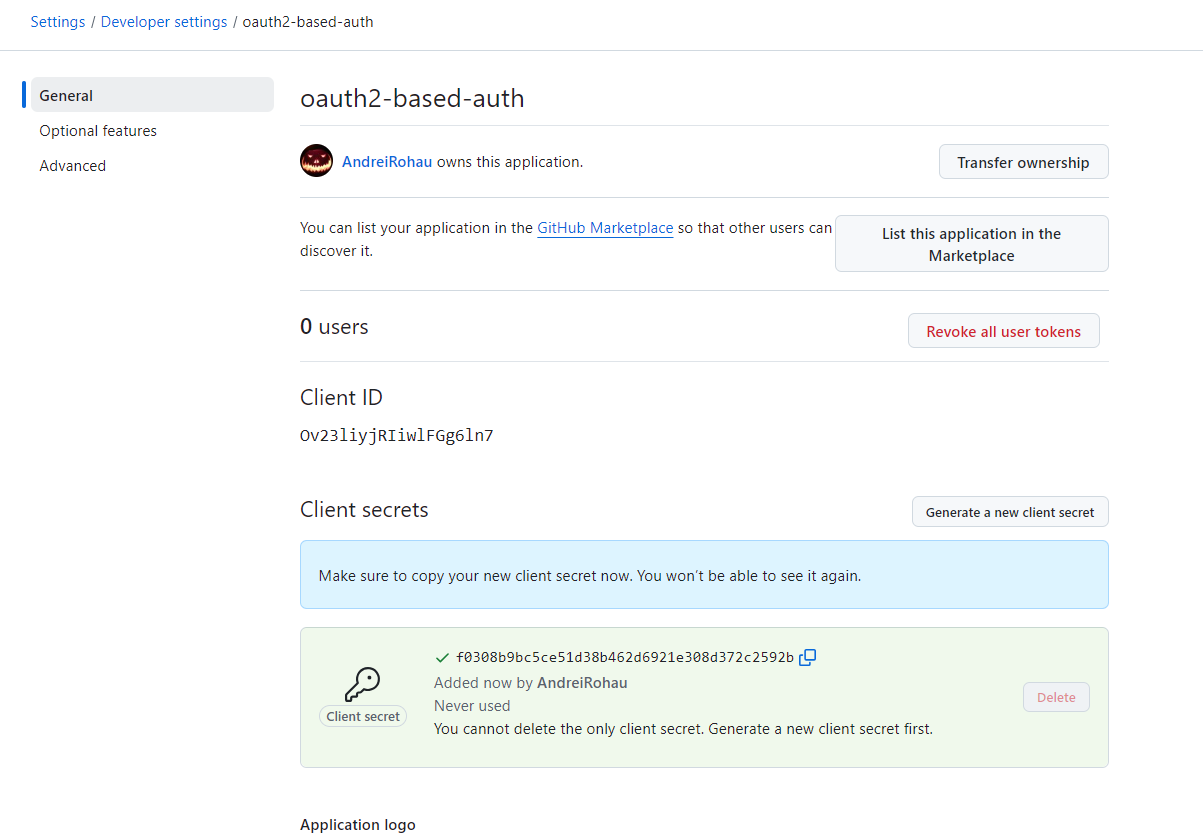 Settings / Developer settings / oauth2-based-auth
General
Optional features
Advanced
oauth2-based-auth
AndreiRohau owns this application.
Transfer ownership
You can list your application in the GitHub Marketplace so that other users can
discover it.
List this application in the
Marketplace
0 users
Revoke all user tokens
Client ID
Ov23liyjRIiwlFGg6ln7
Client secrets
Generate a new client secret
Make sure to copy your new client secret now. You won't be able to see it again.
Client secret
f0308b9bc5ce51d38b462d6921e308d372c2592b
Added now by AndreiRohau
Never used
You cannot delete the only client secret. Generate a new client secret first.
Delete
Application logo